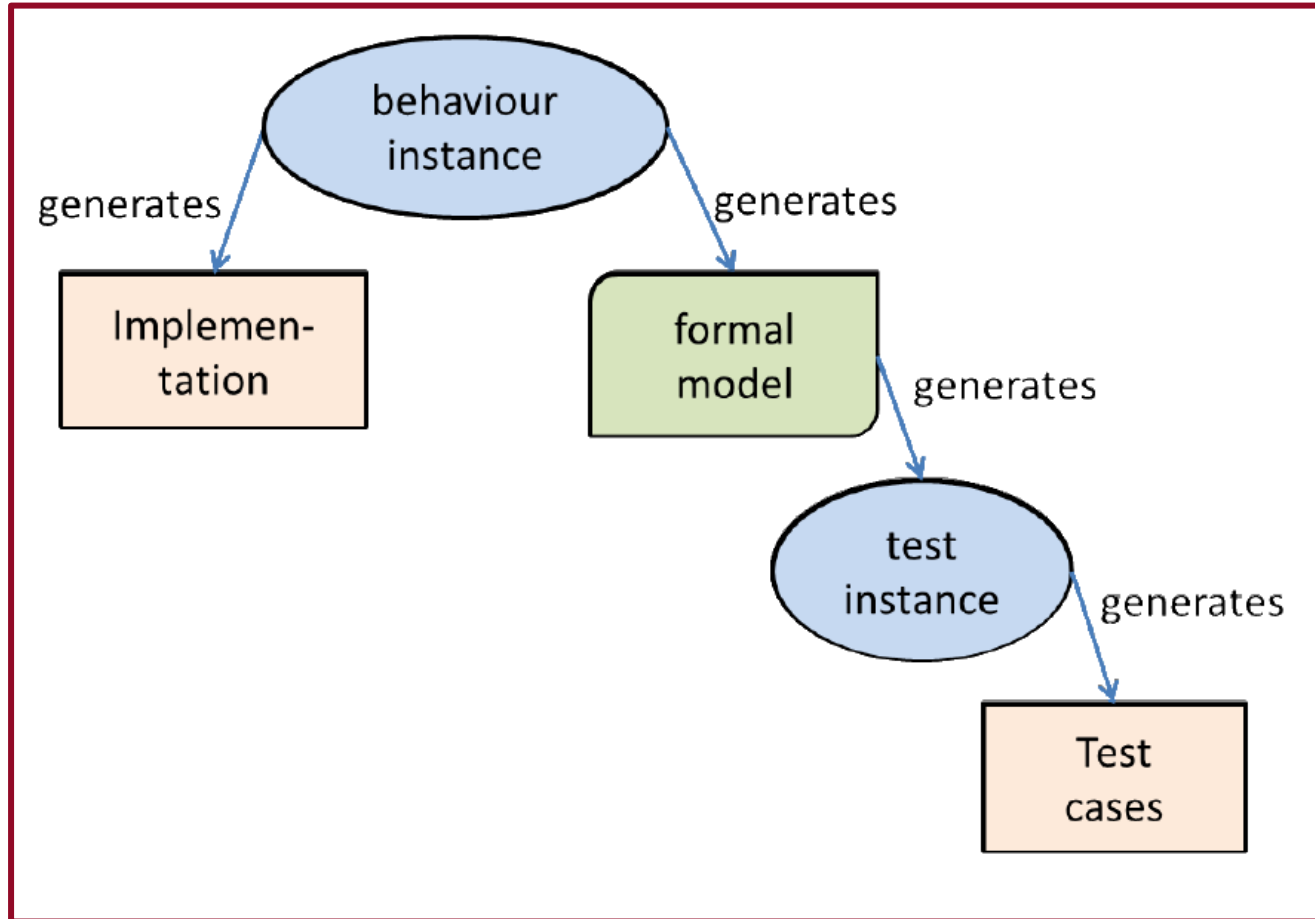 behaviour
instance
generates
generates
Implemen-
tation
formal
model
generates
test
instance
generates
Test
cases